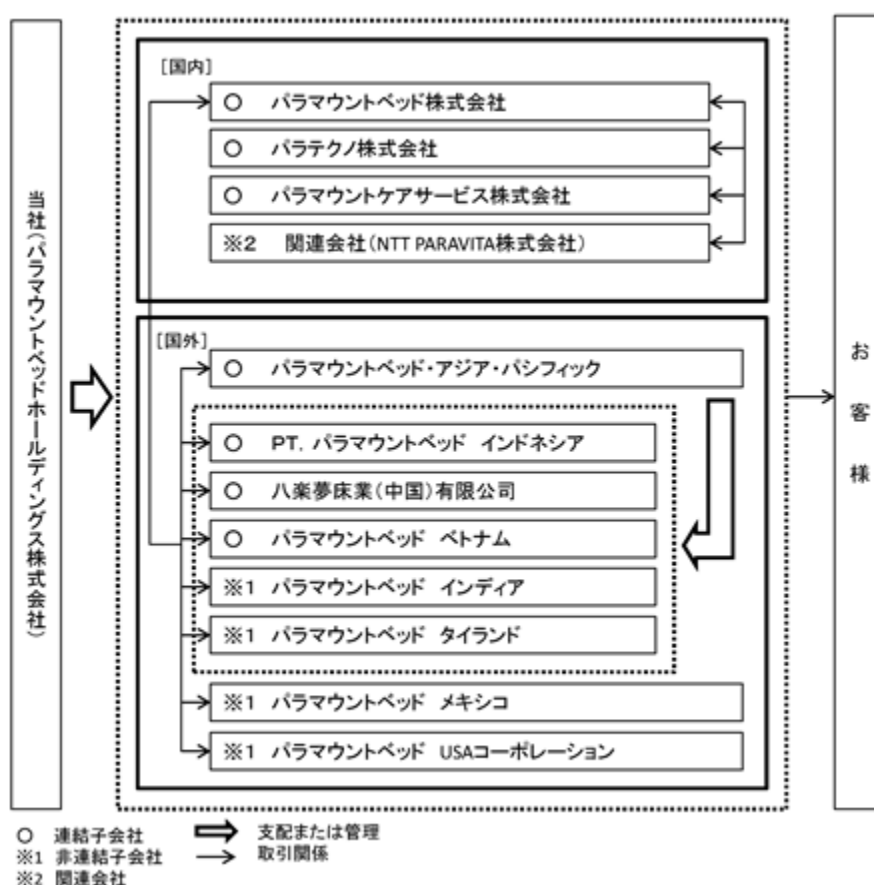 当社(パラマウントベッドホールディングス株式会社)
[国内]
○ パラマウントベッド株式会社
○ パラテクノ株式会社
○ パラマウントケアサービス株式会社
※2 関連会社(NTT PARAVITA株式会社)
[国外]
○ パラマウントベッド・アジア・パシフィック
○ PT. パラマウントベッド インドネシア
○ 八楽夢床業(中国)有限公司
○ パラマウントベッド ベトナム
※1 パラマウントベッド インディア
※1 パラマウントベッド タイランド
※1 パラマウントベッド メキシコ
※1 パラマウントベッド USAコーポレーション
お客様
○ 連結子会社
※1 非連結子会社
※2 関連会社
支配または管理
取引関係